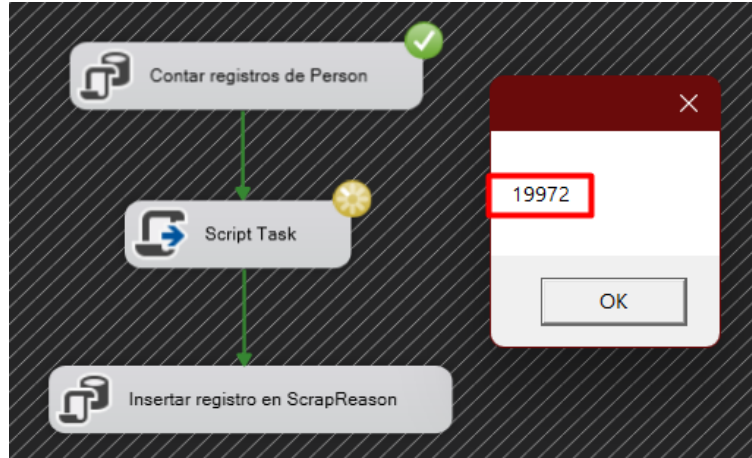 Contar registros de Person
19972
Script Task
OK
Insertar registro en ScrapReason